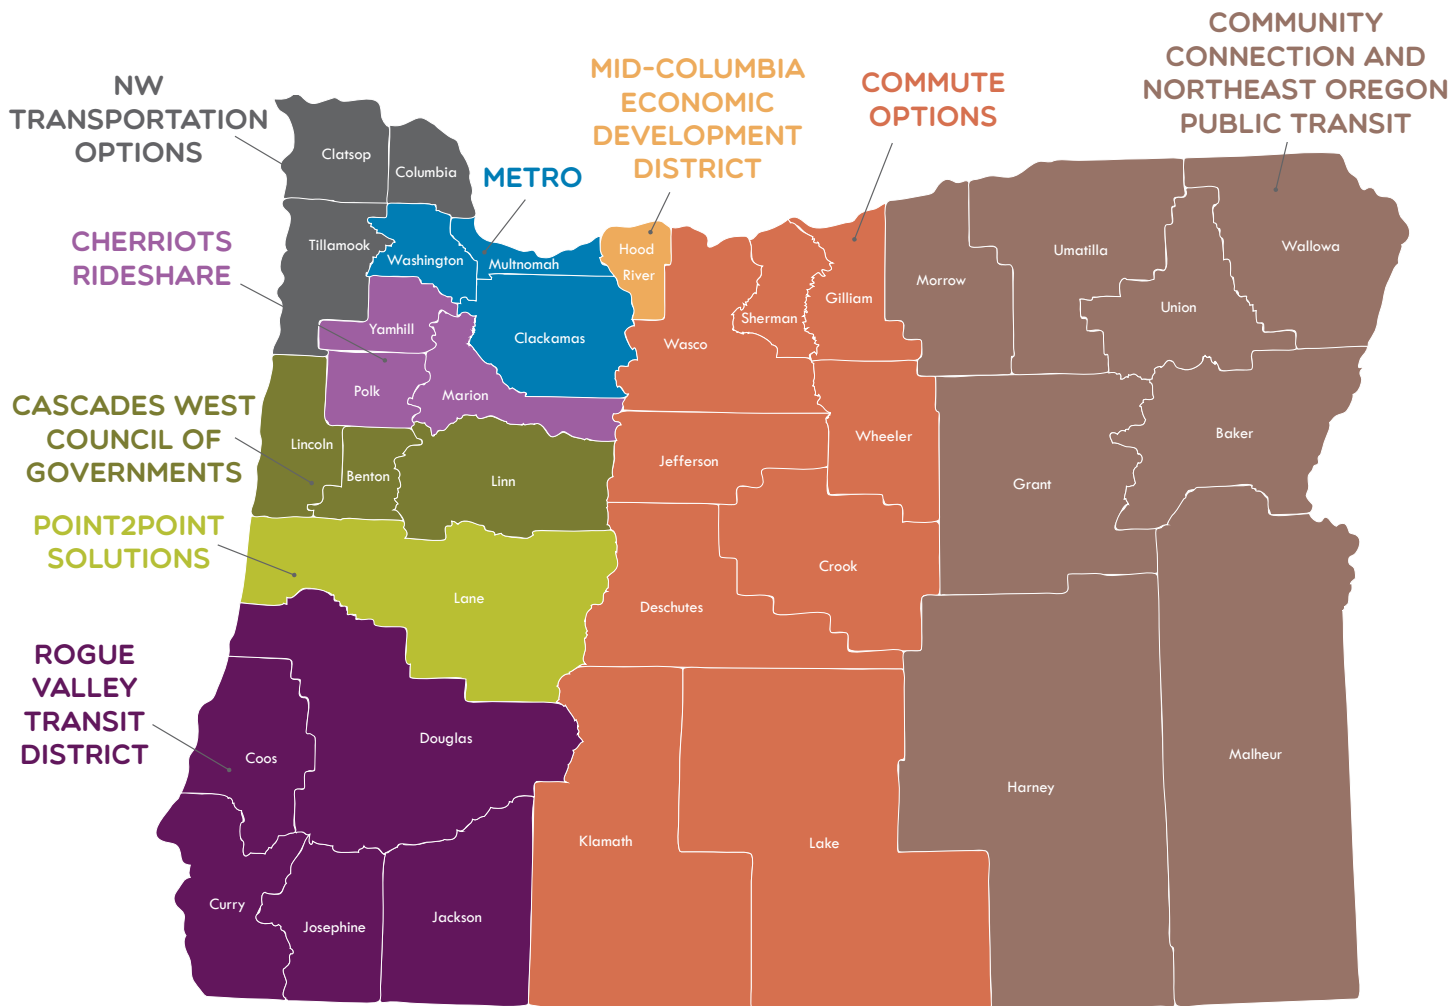 COMMUNITY
CONNECTION AND
NORTHEAST OREGON
PUBLIC TRANSIT
MID-COLUMBIA
ECONOMIC
DEVELOPMENT
DISTRICT
COMMUTE
OPTIONS
NW
TRANSPORTATION
OPTIONS
METRO
CHERRIOTS
RIDESHARE
CASCADES WEST
COUNCIL OF
GOVERNMENTS
POINT2POINT
SOLUTIONS
ROGUE
VALLEY
TRANSIT
DISTRICT
Clatsop
Columbia
Tillamook
Washington
Multnomah
Hood
River
Clackamas
Yamhill
Polk
Marion
Lincoln
Benton
Linn
Lane
Douglas
Coos
Curry
Josephine
Jackson
Wasco
Sherman
Gilliam
Jefferson
Wheeler
Crook
Deschutes
Klamath
Lake
Morrow
Umatilla
Union
Wallowa
Baker
Grant
Harney
Malheur